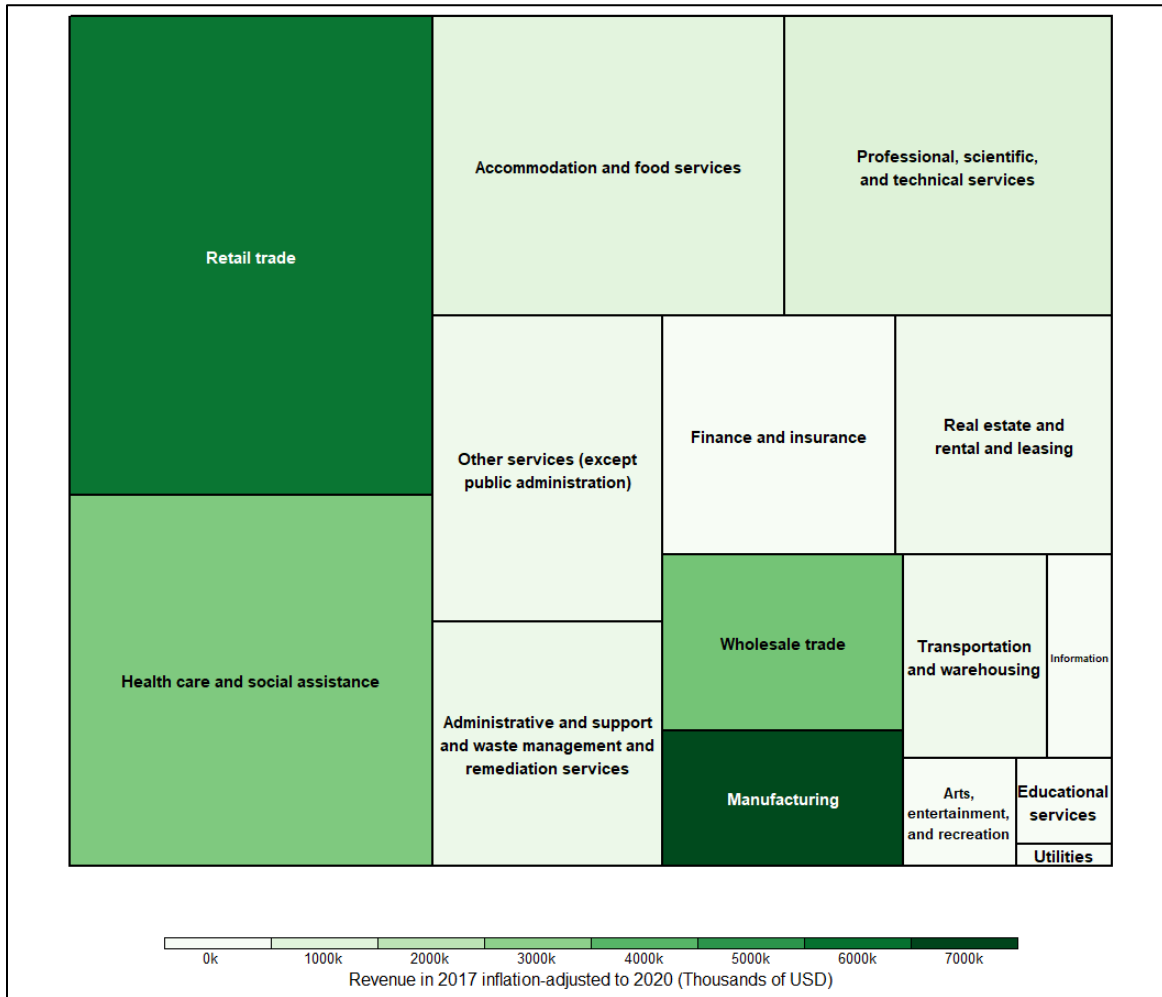 Retail trade
Accommodation and food services
Professional, scientific,
and technical services
Other services (except
public administration)
Finance and insurance
Real estate and
rental and leasing
Health care and social assistance
Administrative and support
and waste management and
remediation services
Wholesale trade
Manufacturing
Transportation
and warehousing
Information
Arts,
entertainment,
and recreation
Educational
services
Utilities
0k 1000k 2000k 3000k 4000k 5000k 6000k 7000k
Revenue in 2017 inflation-adjusted to 2020 (Thousands of USD)